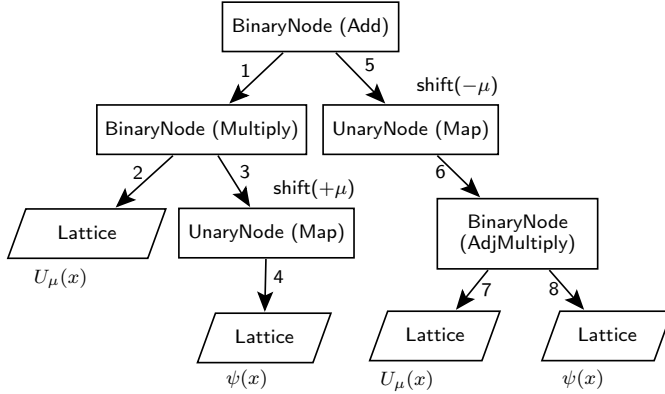 BinaryNode (Add)
1
5
shift(−μ)
BinaryNode (Multiply)
UnaryNode (Map)
2
3
6
shift(+μ)
Lattice
UnaryNode (Map)
BinaryNode
(AdjMultiply)
U_μ(x)
4
7
8
Lattice
Lattice
Lattice
ψ(x)
U_μ(x)
ψ(x)